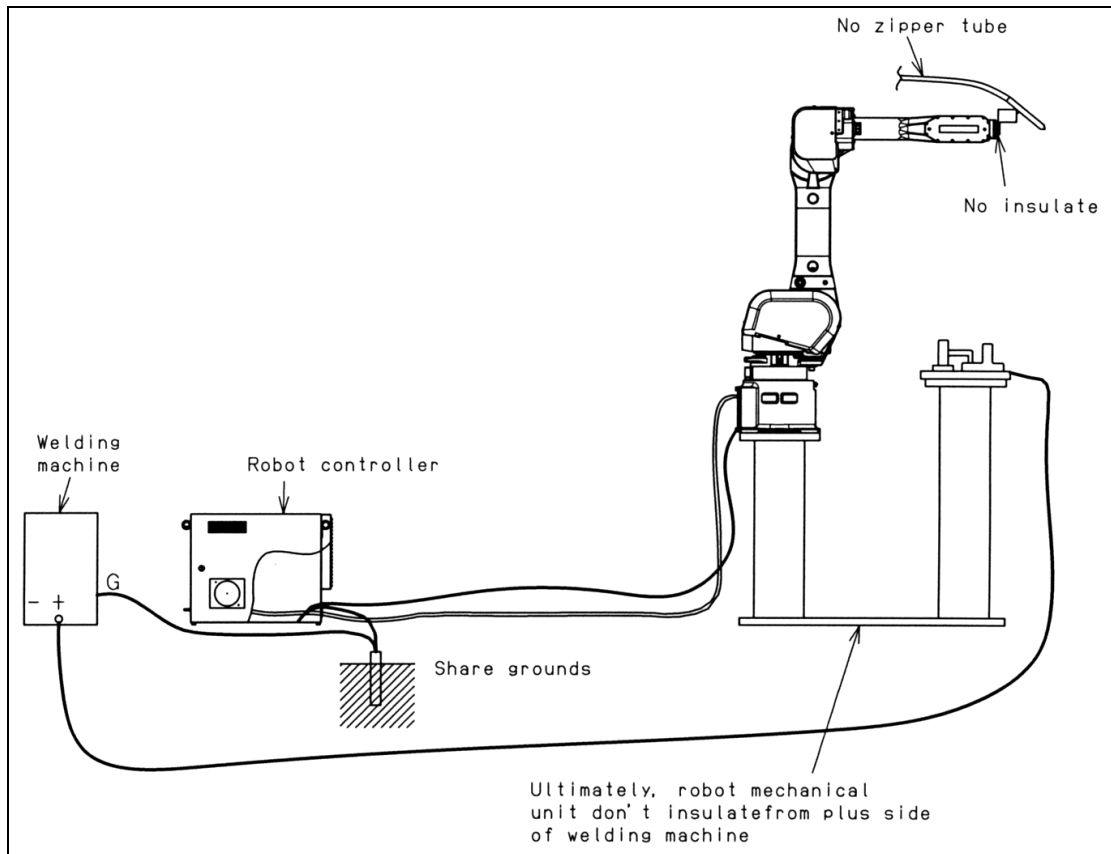 No zipper tube
No insulate
Welding
machine
Robot controller
G
- +
Share grounds
Ultimately, robot mechanical
unit don't insulatefrom plus side
of welding machine